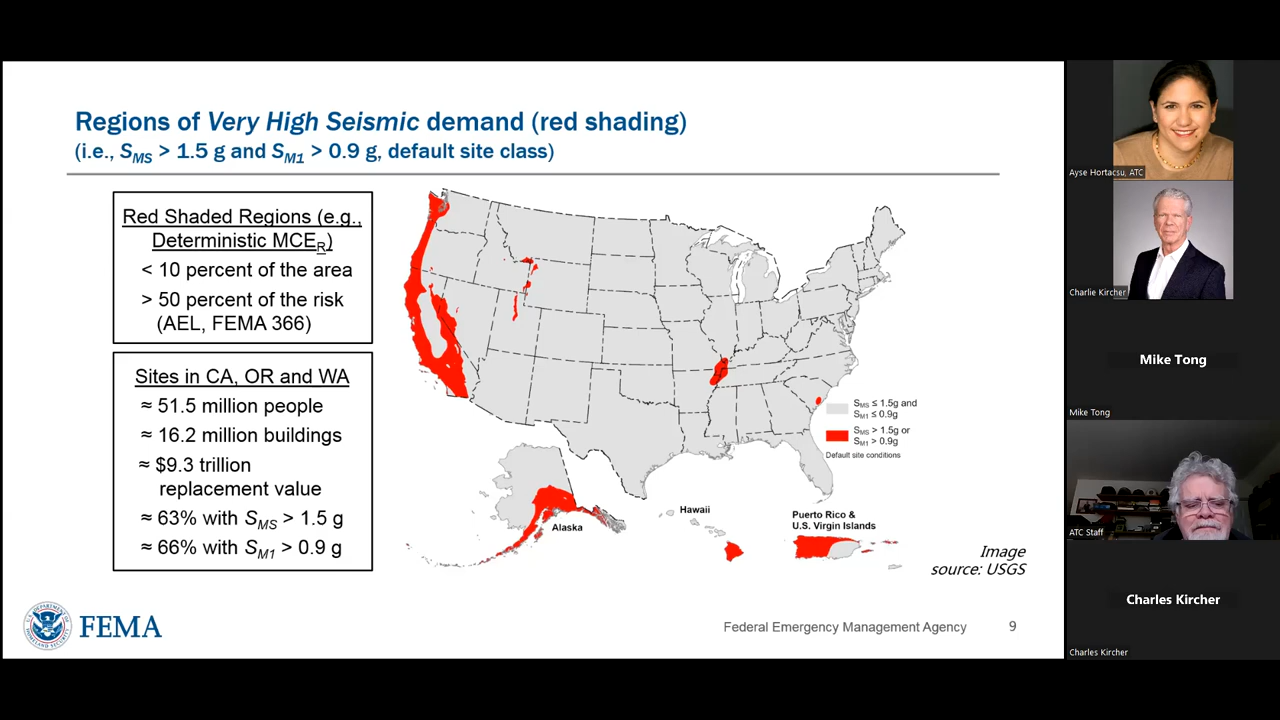 Regions of Very High Seismic demand (red shading)
(i.e., SMS > 1.5 g and SM1 > 0.9 g, default site class)
Red Shaded Regions (e.g.,
Deterministic MCER)
< 10 percent of the area
> 50 percent of the risk
(AEL, FEMA 366)
Sites in CA, OR and WA
≈ 51.5 million people
≈ 16.2 million buildings
≈ $9.3 trillion
replacement value
≈ 63% with SMS > 1.5 g
≈ 66% with SM1 > 0.9 g
SMS ≤ 1.5g and
SM1 ≤ 0.9g
SMS > 1.5g or
SM1 > 0.9g
Default site conditions
Alaska
Hawaii
Puerto Rico &
U.S. Virgin Islands
Image
source: USGS
FEMA
Federal Emergency Management Agency
9
Ayse Hortacsu, ATC
Charlie Kircher
Mike Tong
Mike Tong
ATC Staff
Charles Kircher
Charles Kircher